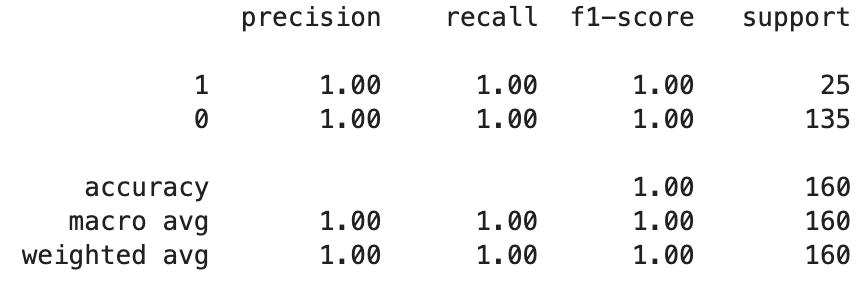 precision recall f1-score support
1 1.00 1.00 1.00 25
0 1.00 1.00 1.00 135
accuracy 1.00 160
macro avg 1.00 1.00 1.00 160
weighted avg 1.00 1.00 1.00 160